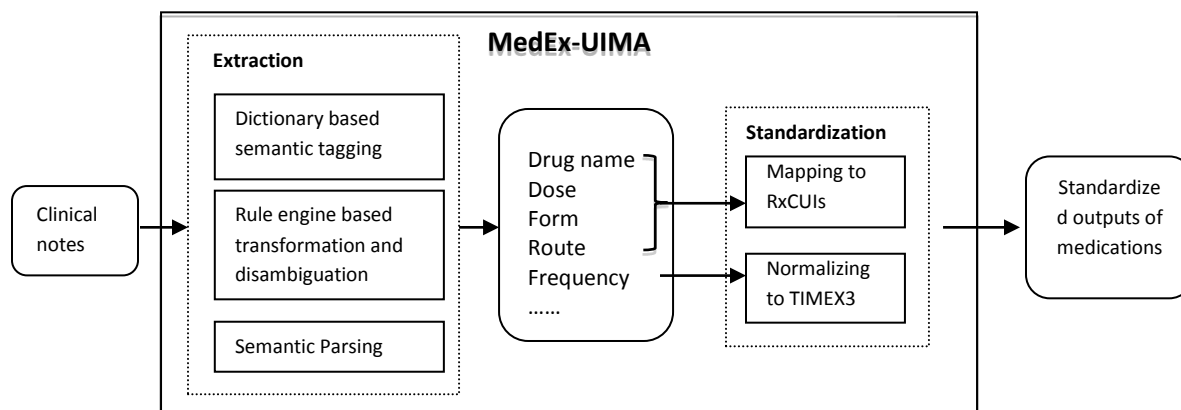 MedEx-UIMA
Extraction
Dictionary based
semantic tagging
Rule engine based
transformation and
disambiguation
Semantic Parsing
Clinical
notes
Drug name
Dose
Form
Route
Frequency
......
Standardization
Mapping to
RxCUIs
Normalizing
to TIMEX3
Standardize
d outputs of
medications